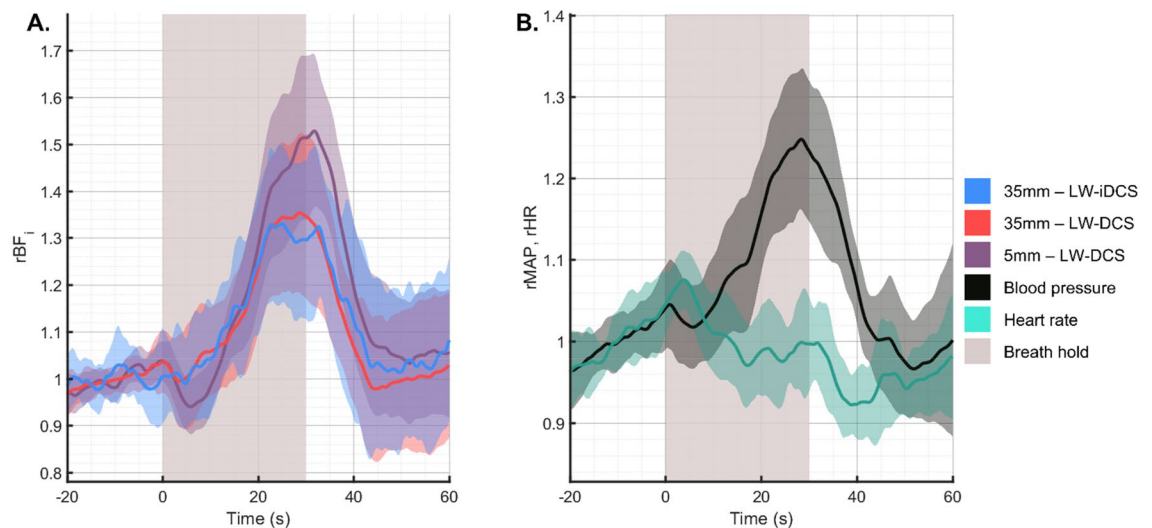 A.
rBFi
1.7
1.6
1.5
1.4
1.3
1.2
1.1
1
0.9
0.8
-20
0
20
40
60
Time (s)
B.
rMAP, rHR
1.4
1.3
1.2
1.1
1
0.9
-20
0
20
40
60
Time (s)
35mm – LW-iDCS
35mm – LW-DCS
5mm – LW-DCS
Blood pressure
Heart rate
Breath hold